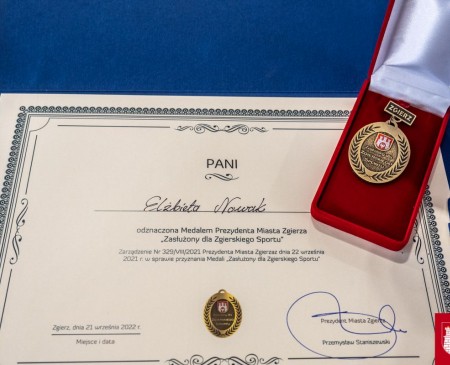 ZGIERZ
PANI
Elżbieta Nowak
odznaczona Medalem Prezydenta Miasta Zgierza
„Zasłużony dla Zgierskiego Sportu"
Zarządzenie Nr 329/VIII/2021 Prezydenta Miasta Zgierza z dnia 22 września
2021 r. w sprawie przyznania Medali „Zasłużony dla Zgierskiego Sportu"
Zgierz, dnia 21 września 2022 r.
Miejsce i data
Prezydent Miasta Zgierza
Przemysław Staniszewski